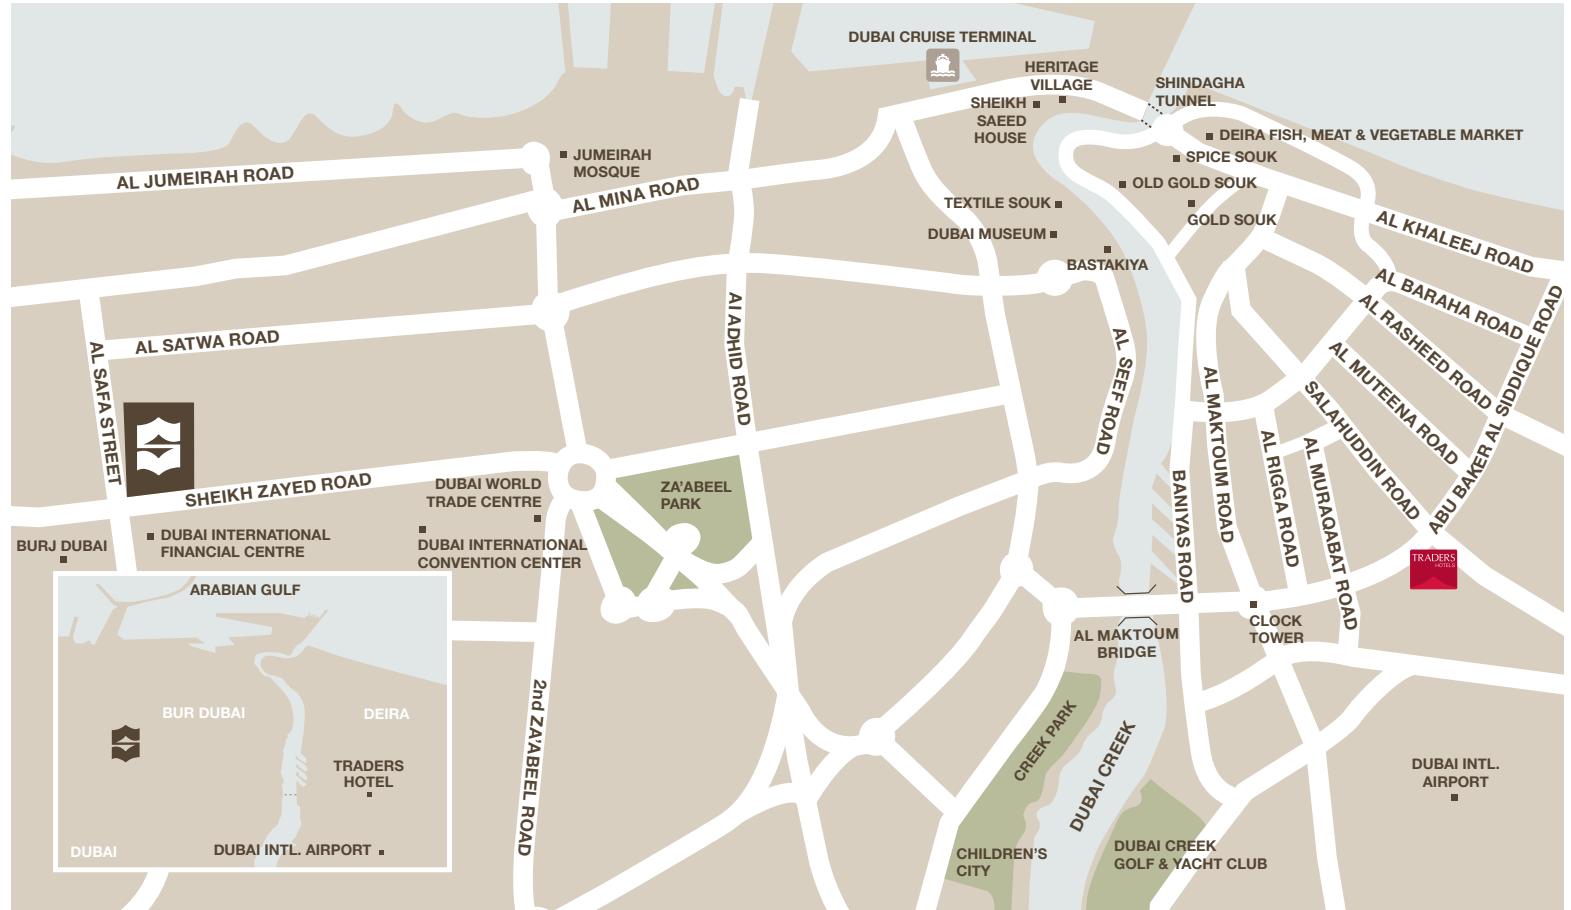 DUBAI CRUISE TERMINAL
HERITAGE
VILLAGE
SHINDAGHA
TUNNEL
SHEIKH
SAEED
HOUSE
DEIRA FISH, MEAT & VEGETABLE MARKET
JUMEIRAH
MOSQUE
SPICE SOUK
AL JUMEIRAH ROAD
AL MINA ROAD
OLD GOLD SOUK
TEXTILE SOUK
GOLD SOUK
DUBAI MUSEUM
BASTAKIYA
AL KHALEEJ ROAD
AL BARAHA ROAD
AL RASHEED ROAD
AL SATWA ROAD
AL SAFA STREET
Al ADHID ROAD
AL SEEF ROAD
AL MUTEENA ROAD
ABU BAKER AL SIDDIQUE ROAD
AL MAKTOUM ROAD
SALAHUDDIN ROAD
AL RIGGA ROAD
AL MURAQABAT ROAD
BANIYAS ROAD
SHEIKH ZAYED ROAD
DUBAI WORLD
TRADE CENTRE
ZA'ABEEL
PARK
BURJ DUBAI
DUBAI INTERNATIONAL
FINANCIAL CENTRE
DUBAI INTERNATIONAL
CONVENTION CENTER
TRADERS
HOTELS
CLOCK
TOWER
AL MAKTOUM
BRIDGE
2nd ZA'ABEEL ROAD
CREEK PARK
DUBAI CREEK
DUBAI INTL.
AIRPORT
CHILDREN'S
CITY
DUBAI CREEK
GOLF & YACHT CLUB
ARABIAN GULF
BUR DUBAI
DEIRA
TRADERS
HOTEL
DUBAI
DUBAI INTL. AIRPORT